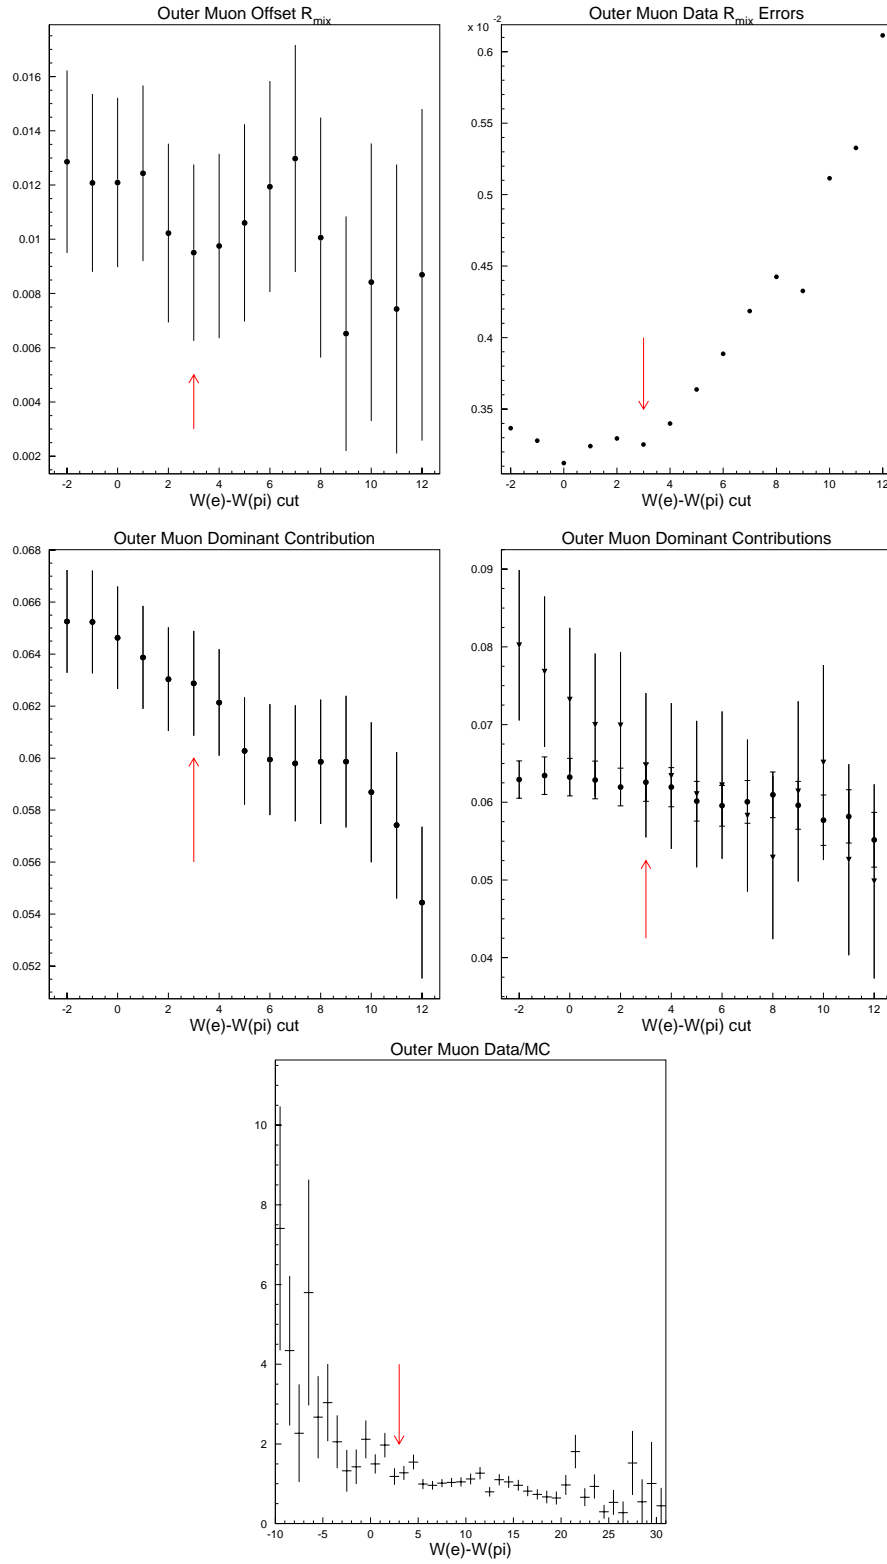 Outer Muon Offset R_mix
0.016
0.014
0.012
0.01
0.008
0.006
0.004
0.002
-2 0 2 4 6 8 10 12
W(e)-W(pi) cut
Outer Muon Data R_mix Errors
x 10^-2
0.6
0.55
0.5
0.45
0.4
0.35
-2 0 2 4 6 8 10 12
W(e)-W(pi) cut
Outer Muon Dominant Contribution
0.068
0.066
0.064
0.062
0.06
0.058
0.056
0.054
0.052
-2 0 2 4 6 8 10 12
W(e)-W(pi) cut
Outer Muon Dominant Contributions
0.09
0.08
0.07
0.06
0.05
0.04
-2 0 2 4 6 8 10 12
W(e)-W(pi) cut
Outer Muon Data/MC
10
8
6
4
2
0
-10 -5 0 5 10 15 20 25 30
W(e)-W(pi)